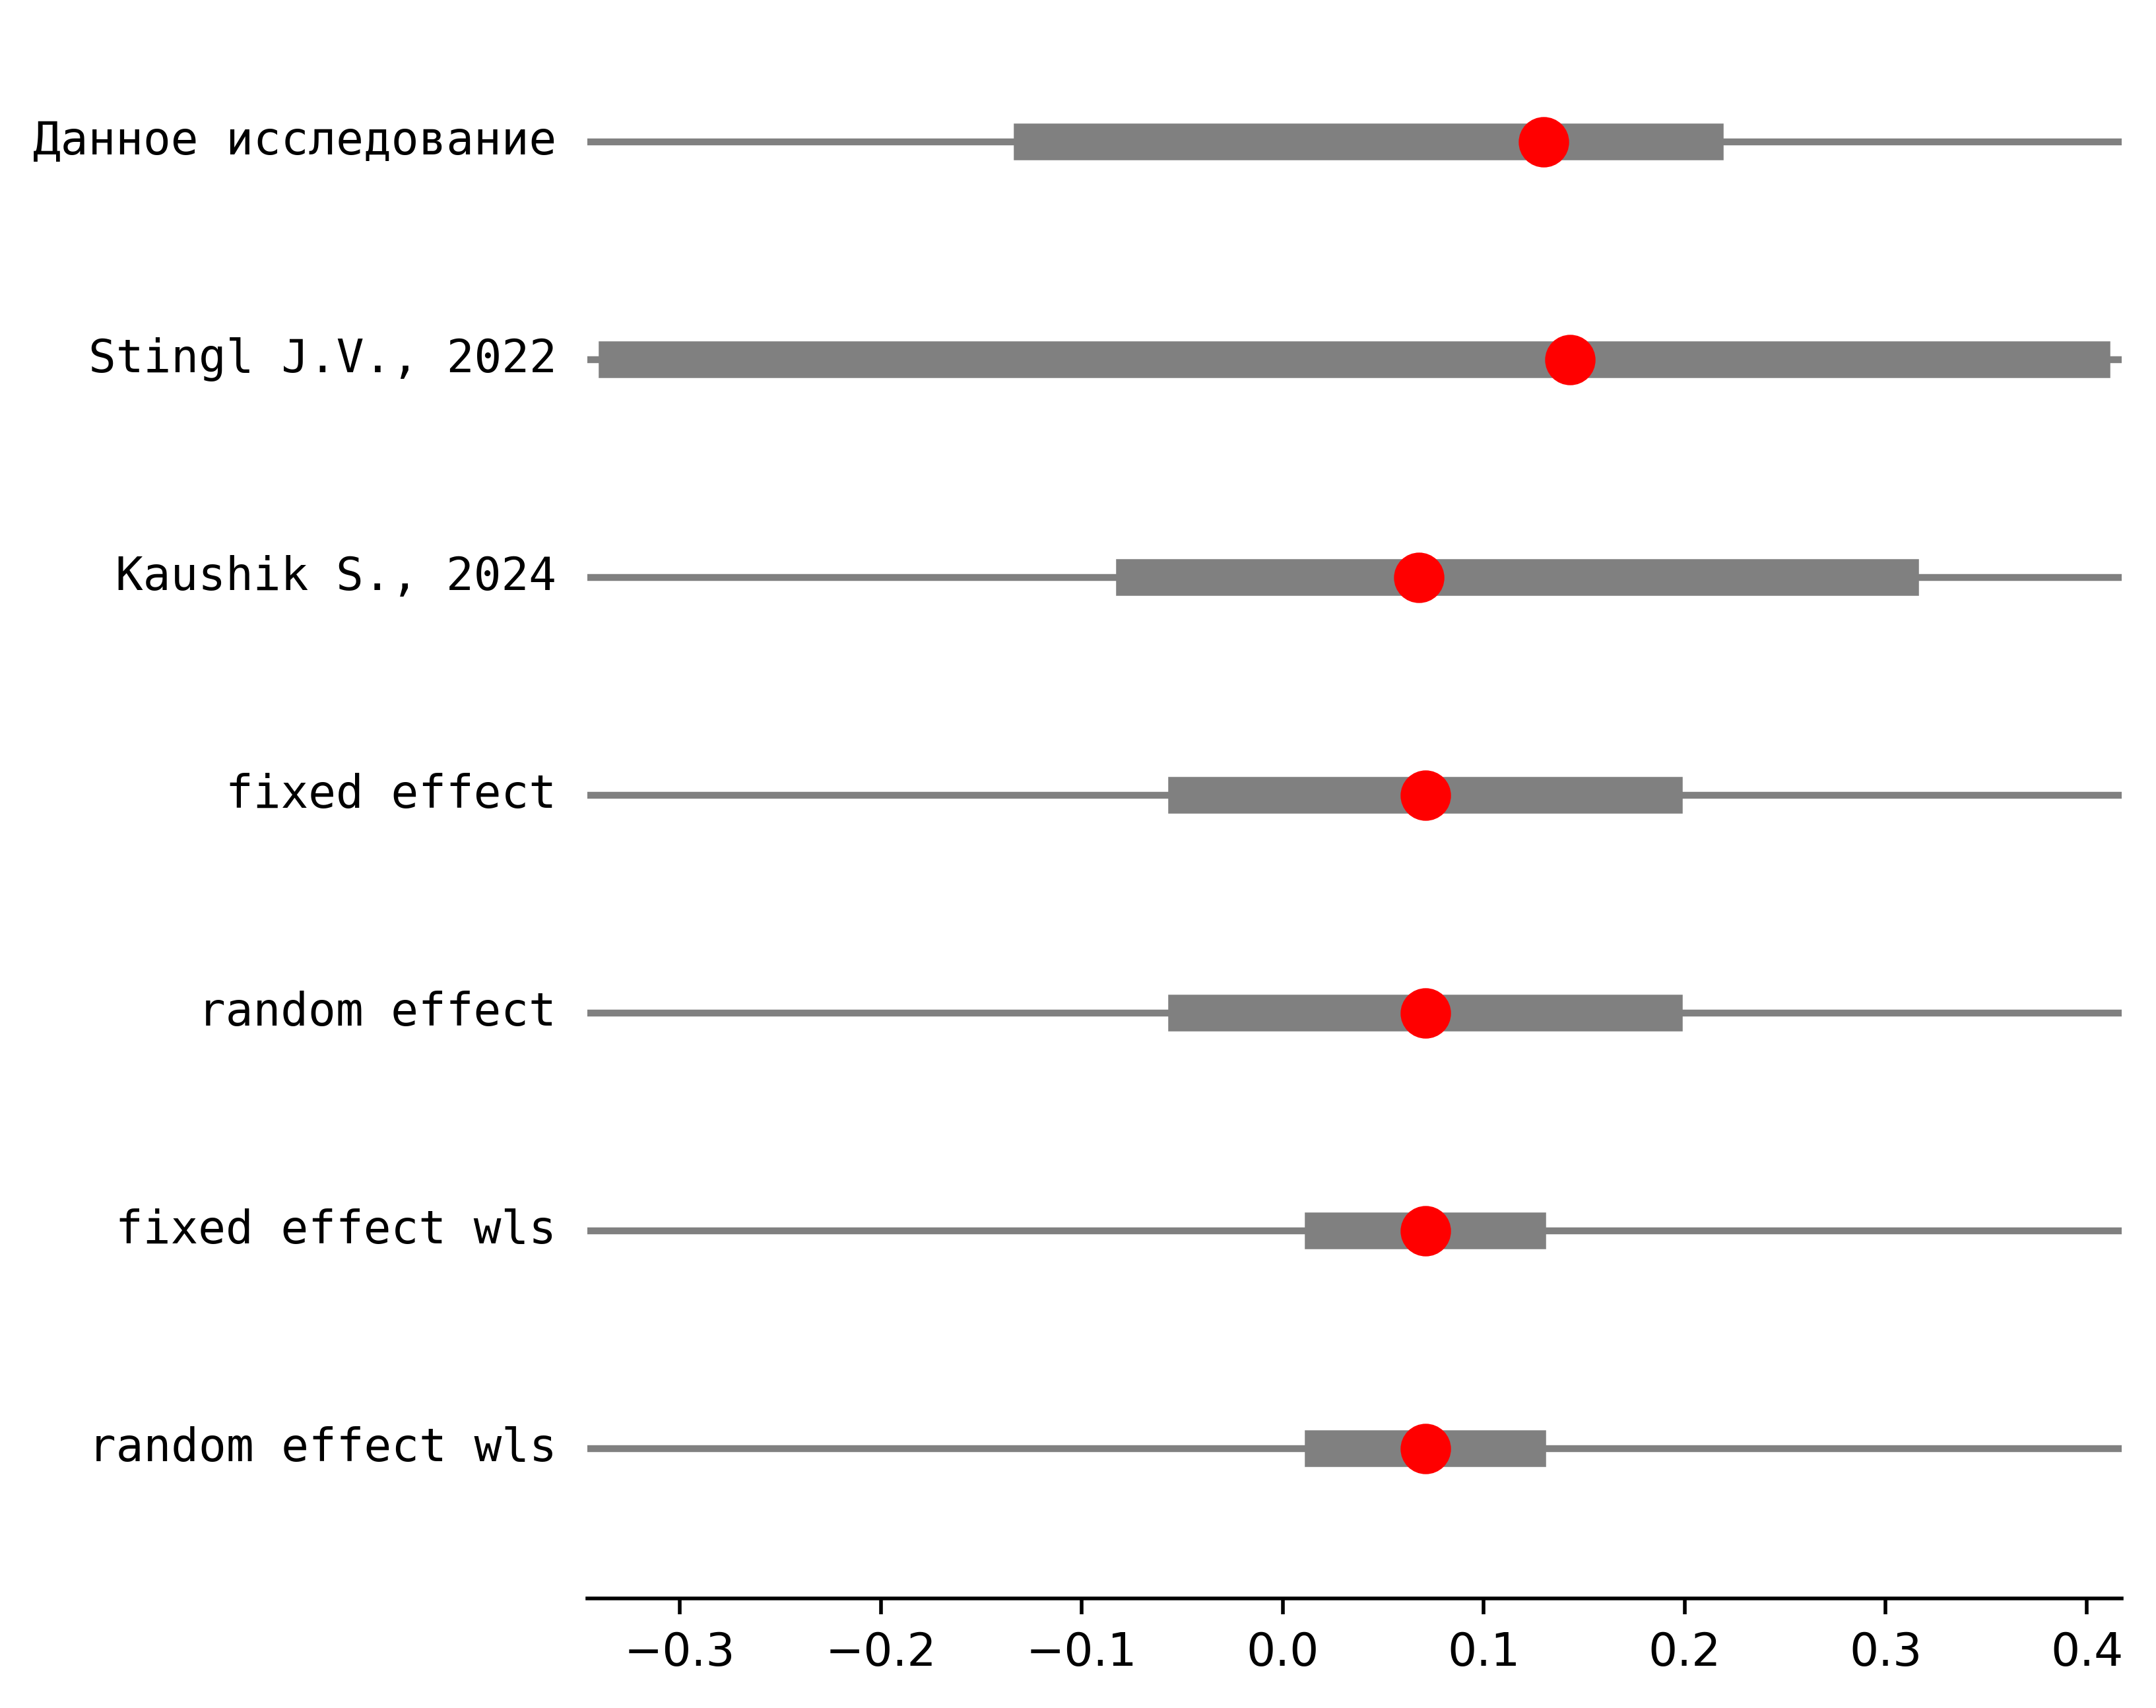 Данное исследование
Stingl J.V., 2022
Kaushik S., 2024
fixed effect
random effect
fixed effect wls
random effect wls
−0.3 −0.2 −0.1 0.0 0.1 0.2 0.3 0.4